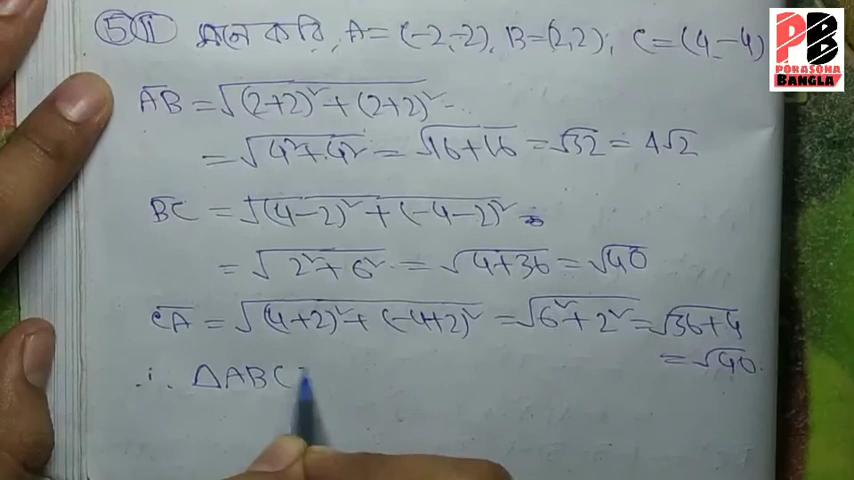 5 ii মনে করি, A = (-2,-2), B = (2,2), C = (4 -4)
PB
PORASONA
BANGLA
AB = √(2+2)² + (2+2)²
= √4² + 4² = √16+16 = √32 = 4√2
BC = √(4-2)² + (-4-2)²
= √2² + 6² = √4+36 = √40
CA = √(4+2)² + (-4+2)² = √6² + 2² = √36+4
= √40.
∴ ΔABC